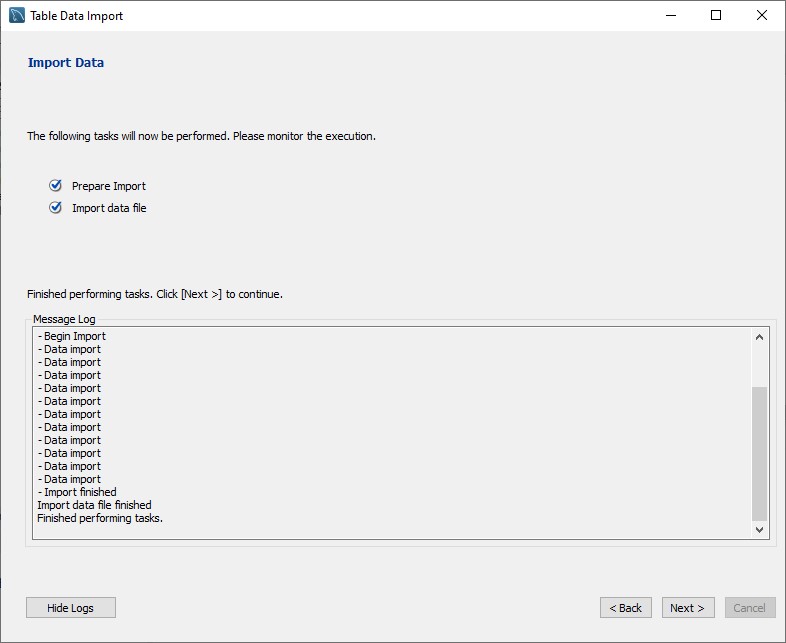 Table Data Import
Import Data
The following tasks will now be performed. Please monitor the execution.
Prepare Import
Import data file
Finished performing tasks. Click [Next >] to continue.
Message Log
- Begin Import
- Data import
- Data import
- Data import
- Data import
- Data import
- Data import
- Data import
- Data import
- Data import
- Data import
- Data import
- Import finished
Import data file finished
Finished performing tasks.
Hide Logs
< Back
Next >
Cancel